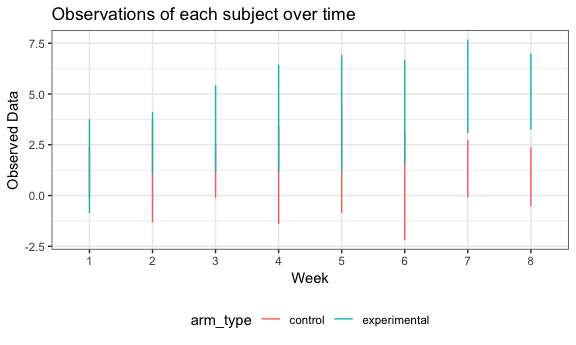 Observations of each subject over time
Observed Data
7.5
5.0
2.5
0.0
-2.5
1 2 3 4 5 6 7 8
Week
arm_type control experimental